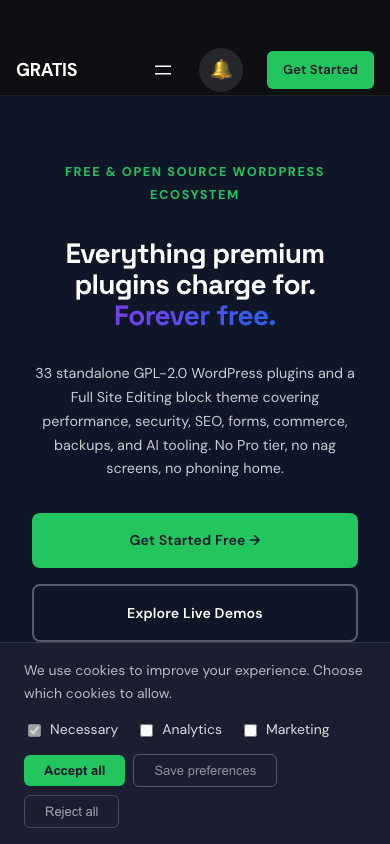 GRATIS
Get Started
FREE & OPEN SOURCE WORDPRESS
ECOSYSTEM
Everything premium
plugins charge for.
Forever free.
33 standalone GPL-2.0 WordPress plugins and a
Full Site Editing block theme covering
performance, security, SEO, forms, commerce,
backups, and AI tooling. No Pro tier, no nag
screens, no phoning home.
Get Started Free →
Explore Live Demos
We use cookies to improve your experience. Choose
which cookies to allow.
Necessary Analytics Marketing
Accept all Save preferences
Reject all